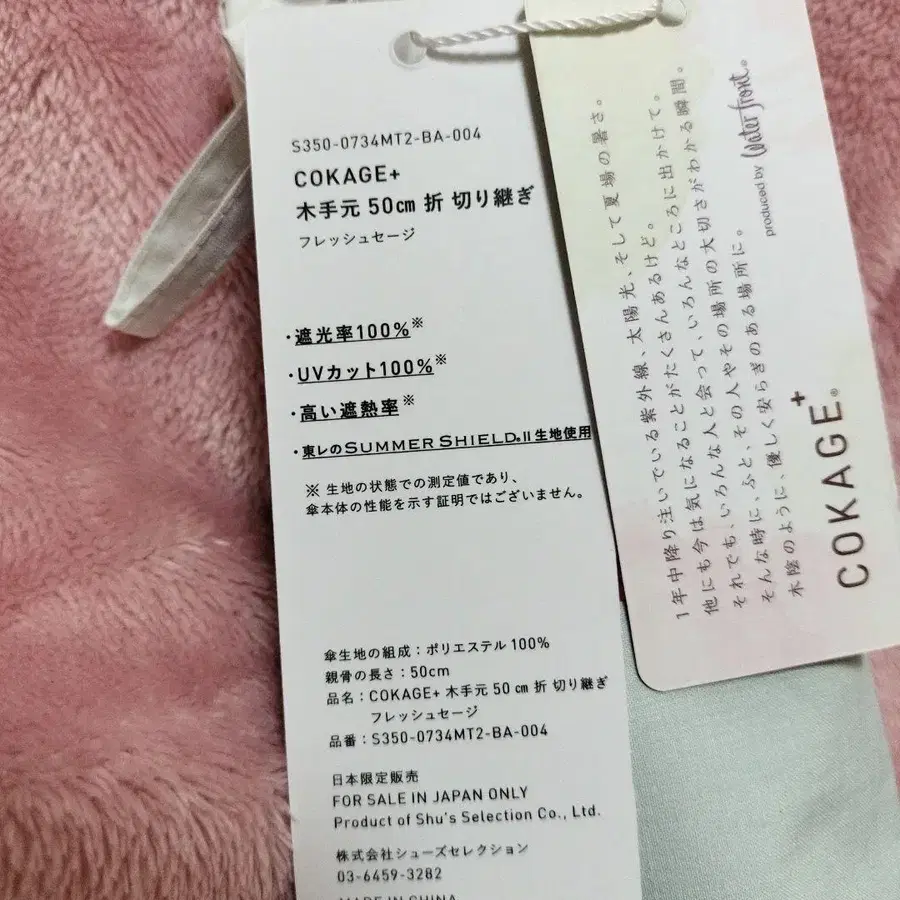 S350-0734MT2-BA-004
COKAGE+
木手元 50㎝ 折 切り継ぎ
フレッシュセージ
・遮光率100%※
・UVカット100%※
・高い遮熱率※
・東レのSUMMER SHIELD®II生地使用
※ 生地の状態での測定値であり、
傘本体の性能を示す証明ではございません。
傘生地の組成：ポリエステル 100%
親骨の長さ：50cm
品名：COKAGE+ 木手元 50 ㎝ 折 切り継ぎ
フレッシュセージ
品番：S350-0734MT2-BA-004
日本限定販売
FOR SALE IN JAPAN ONLY
Product of Shu's Selection Co., Ltd.
株式会社シューズセレクション
03-6459-3282
MADE IN CHINA
1年中降り注いでいる紫外線、太陽光、そして夏場の暑さ。
他にも今は気になることがたくさんあるけど。
それでも、いろんな人と会って、いろんなところに出かけて。
そんな時に、ふと、その人やその場所の大切さがわかる瞬間。
木陰のように、優しく安らぎのある場所に。
COKAGE+®
produced by Waterfront®